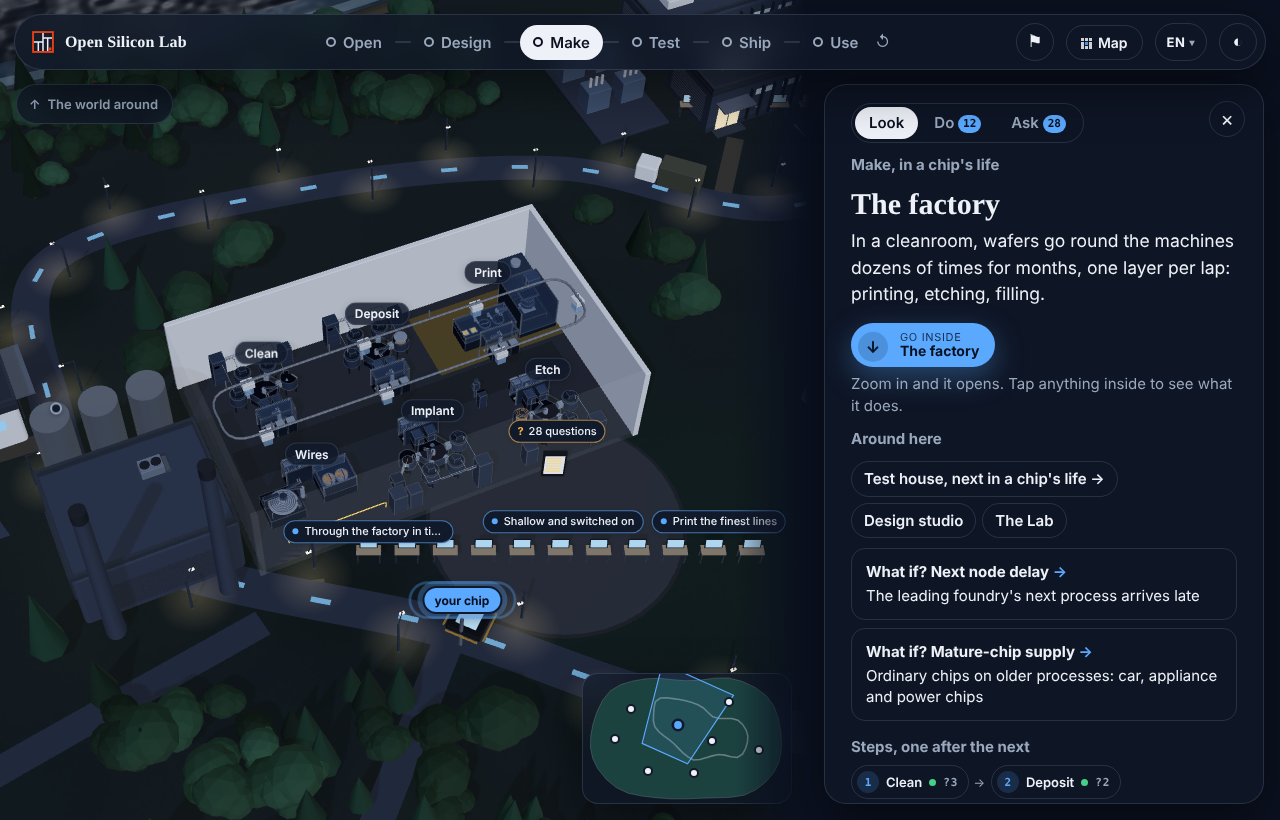 Open Silicon Lab
Open
Design
Make
Test
Ship
Use
Map
EN
The world around
Look
Do 12
Ask 28
Make, in a chip's life
The factory
In a cleanroom, wafers go round the machines
dozens of times for months, one layer per lap:
printing, etching, filling.
GO INSIDE
The factory
Zoom in and it opens. Tap anything inside to see what
it does.
Around here
Test house, next in a chip's life →
Design studio
The Lab
What if? Next node delay →
The leading foundry's next process arrives late
What if? Mature-chip supply →
Ordinary chips on older processes: car, appliance
and power chips
Steps, one after the next
1 Clean ?3 → 2 Deposit ?2
Print
Deposit
Clean
Etch
Implant
? 28 questions
Wires
Through the factory in ti...
Shallow and switched on
Print the finest lines
your chip